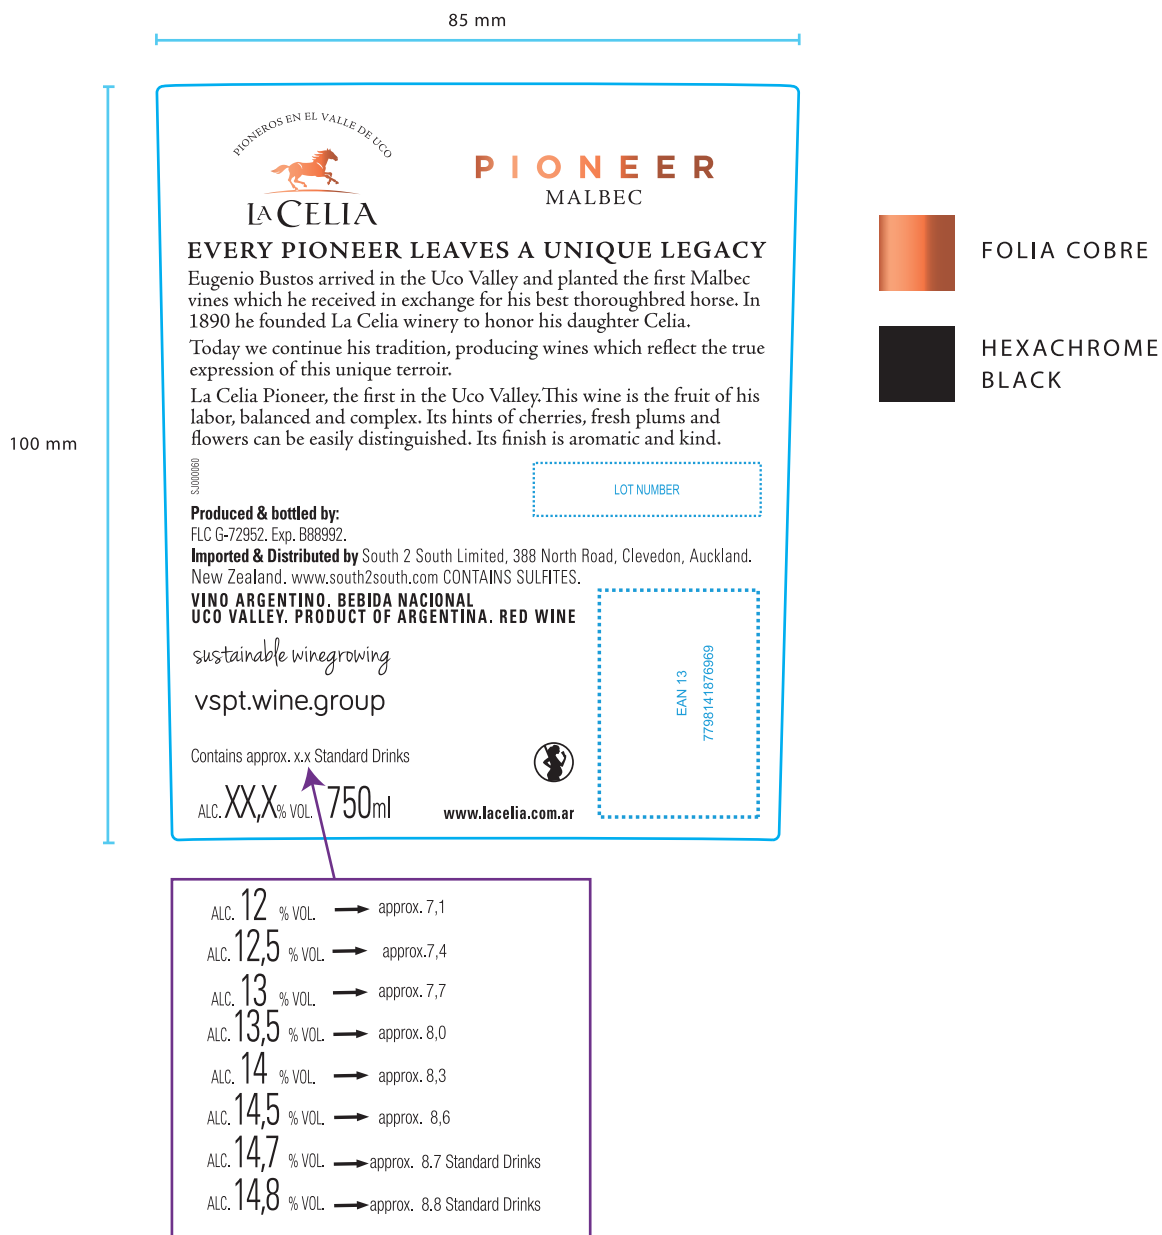 85 mm
100 mm
PIONEROS EN EL VALLE DE UCO
LA CELIA
PIONEER
MALBEC
EVERY PIONEER LEAVES A UNIQUE LEGACY
Eugenio Bustos arrived in the Uco Valley and planted the first Malbec
vines which he received in exchange for his best thoroughbred horse. In
1890 he founded La Celia winery to honor his daughter Celia.
Today we continue his tradition, producing wines which reflect the true
expression of this unique terroir.
La Celia Pioneer, the first in the Uco Valley.This wine is the fruit of his
labor, balanced and complex. Its hints of cherries, fresh plums and
flowers can be easily distinguished. Its finish is aromatic and kind.
SJ000060
LOT NUMBER
Produced & bottled by:
FLC G-72952. Exp. B88992.
Imported & Distributed by South 2 South Limited, 388 North Road, Clevedon, Auckland.
New Zealand. www.south2south.com CONTAINS SULFITES.
VINO ARGENTINO. BEBIDA NACIONAL
UCO VALLEY. PRODUCT OF ARGENTINA. RED WINE
sustainable winegrowing
vspt.wine.group
EAN 13
7798141876969
Contains approx. x.x Standard Drinks
ALC. XX,X % VOL. 750ml
www.lacelia.com.ar
FOLIA COBRE
HEXACHROME
BLACK
ALC. 12 % VOL. approx. 7,1
ALC. 12,5 % VOL. approx.7,4
ALC. 13 % VOL. approx. 7,7
ALC. 13,5 % VOL. approx. 8,0
ALC. 14 % VOL. approx. 8,3
ALC. 14,5 % VOL. approx. 8,6
ALC. 14,7 % VOL. approx. 8.7 Standard Drinks
ALC. 14,8 % VOL. approx. 8.8 Standard Drinks